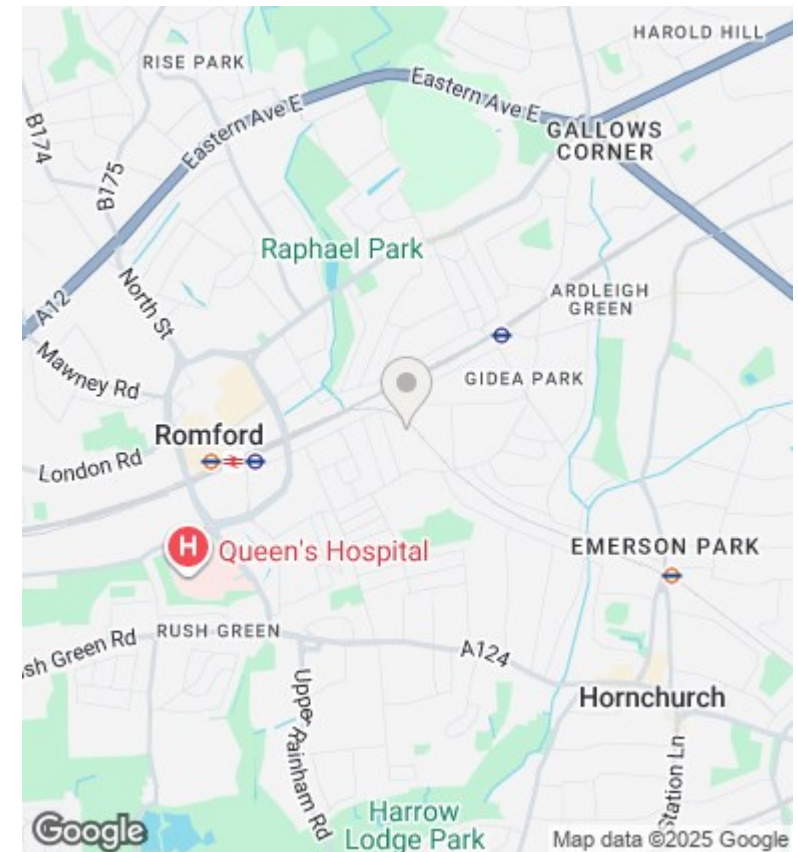 HAROLD HILL
RISE PARK
Eastern Ave E
Eastern Ave E
GALLOWS
CORNER
B174
B175
Raphael Park
North St
ARDLEIGH
GREEN
A12
Mawney Rd
GIDEA PARK
Romford
London Rd
H
Queen's Hospital
EMERSON PARK
RUSH GREEN
sh Green Rd
A124
Upper Rainham Rd
Hornchurch
Station Ln
Harrow
Lodge Park
Google
Map data ©2025 Google